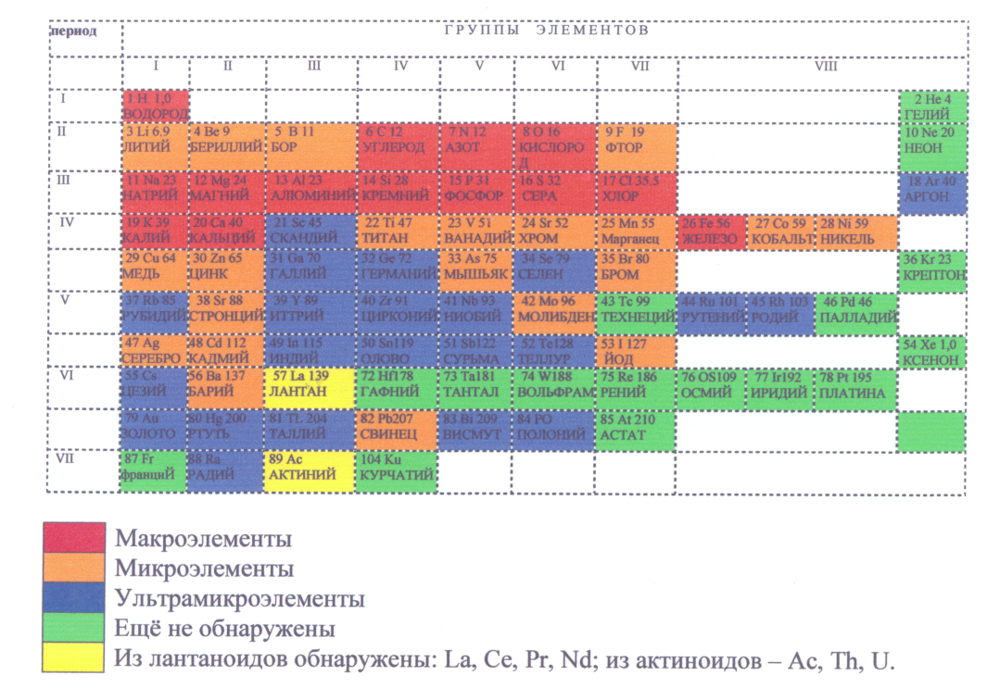 период ГРУППЫ ЭЛЕМЕНТОВ
I II III IV V VI VII VIII
I 1 H 1,0 2 He 4
ВОДОРОД ГЕЛИЙ
II 3 Li 6.9 4 Be 9 5 B 11 6 C 12 7 N 12 8 O 16 9 F 19 10 Ne 20
ЛИТИЙ БЕРИЛЛИЙ БОР УГЛЕРОД АЗОТ КИСЛОРО ФТОР НЕОН
Д
III 11 Na 23 12 Mg 24 13 Al 23 14 Si 28 15 P 31 16 S 32 17 Cl 35.5 18 Ar 40
НАТРИЙ МАГНИЙ АЛЮМИНИЙ КРЕМНИЙ ФОСФОР СЕРА ХЛОР АРГОН
IV 19 K 39 20 Ca 40 21 Sc 45 22 Ti 47 23 V 51 24 Sr 52 25 Mn 55 26 Fe 56 27 Co 59 28 Ni 59
КАЛИЙ КАЛЬЦИЙ СКАНДИЙ ТИТАН ВАНАДИЙ ХРОМ Марганец ЖЕЛЕЗО КОБАЛЬТ НИКЕЛЬ
29 Cu 64 30 Zn 65 31 Ga 70 32 Ge 72 33 As 75 34 Se 79 35 Br 80 36 Kr 23
МЕДЬ ЦИНК ГАЛЛИЙ ГЕРМАНИЙ МЫШЬЯК СЕЛЕН БРОМ КРЕПТОН
V 37 Rb 85 38 Sr 88 39 Y 89 40 Zr 91 41 Nb 93 42 Mo 96 43 Tc 99 44 Ru 101 45 Rh 103 46 Pd 46
РУБИДИЙ СТРОНЦИЙ ИТТРИЙ ЦИРКОНИЙ НИОБИЙ МОЛИБДЕН ТЕХНЕЦИЙ РУТЕНИЙ РОДИЙ ПАЛЛАДИЙ
47 Ag 48 Cd 112 49 In 115 50 Sn119 51 Sb122 52 Te128 53 I 127 54 Xe 1,0
СЕРЕБРО КАДМИЙ ИНДИЙ ОЛОВО СУРЬМА ТЕЛЛУР ЙОД КСЕНОН
VI 55 Cs 56 Ba 137 57 La 139 72 Hf178 73 Ta181 74 W188 75 Re 186 76 OS109 77 Ir192 78 Pt 195
ЦЕЗИЙ БАРИЙ ЛАНТАН ГАФНИЙ ТАНТАЛ ВОЛЬФРАМ РЕНИЙ ОСМИЙ ИРИДИЙ ПЛАТИНА
79 Au 80 Hg 200 81 TL 204 82 Pb207 83 Bi 209 84 PO 85 At 210
ЗОЛОТО РТУТЬ ТАЛЛИЙ СВИНЕЦ ВИСМУТ ПОЛОНИЙ АСТАТ
VII 87 Fr 88 Ra 89 Ac 104 Ku
франциЙ РАДИЙ АКТИНИЙ КУРЧАТИЙ
Макроэлементы
Микроэлементы
Ультрамикроэлементы
Ещё не обнаружены
Из лантаноидов обнаружены: La, Ce, Pr, Nd; из актиноидов – Ac, Th, U.